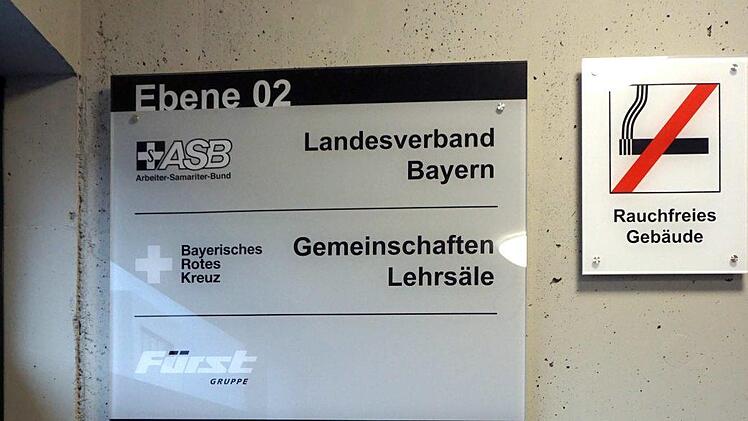 Ebene 02
ASB
Arbeiter-Samariter-Bund
Landesverband
Bayern
Bayerisches
Rotes
Kreuz
Gemeinschaften
Lehrsäle
Fürst
GRUPPE
Rauchfreies
Gebäude